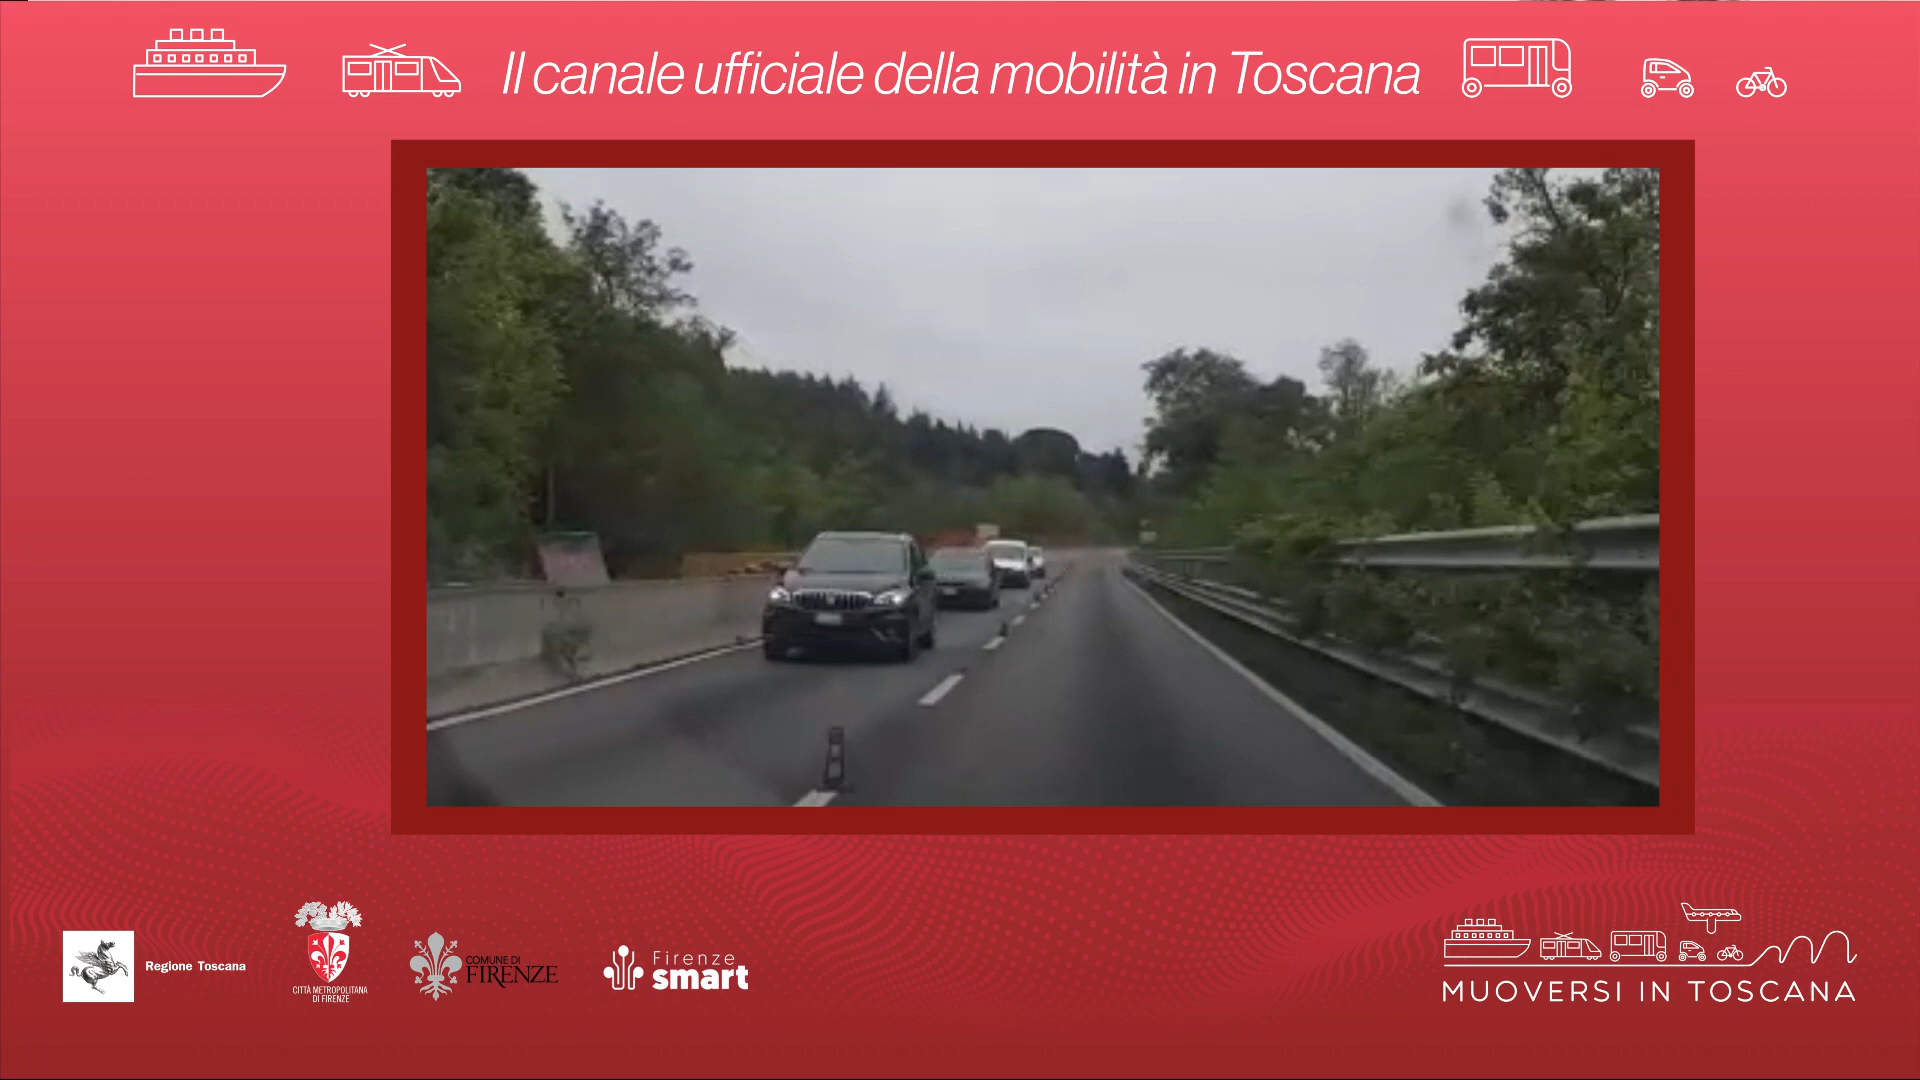 Il canale ufficiale della mobilità in Toscana
Regione Toscana
CITTÀ METROPOLITANA
DI FIRENZE
COMUNE DI
FIRENZE
Firenze
smart
MUOVERSI IN TOSCANA